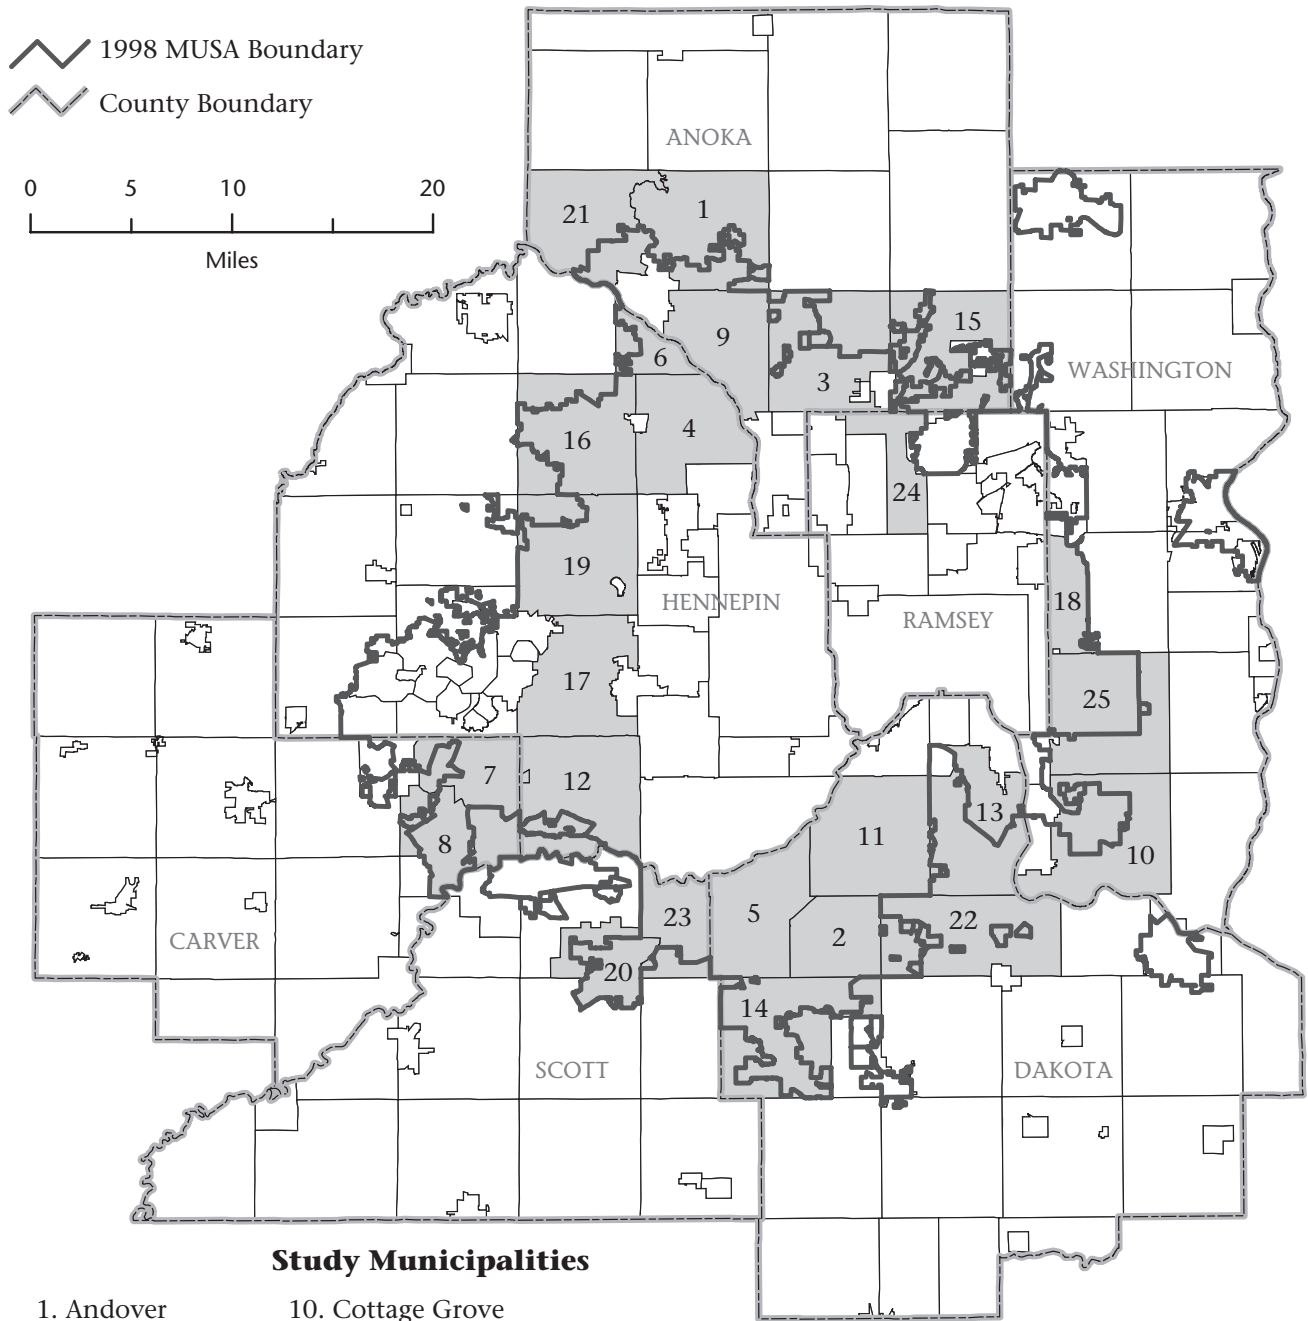 1998 MUSA Boundary
County Boundary
0 5 10 20
Miles
ANOKA
21
1
9
15
6
3
WASHINGTON
16
4
24
19
HENNEPIN
18
RAMSEY
17
25
7
12
13
8
11
10
23
5
22
2
CARVER
20
14
SCOTT
DAKOTA
Study Municipalities
1. Andover 10. Cottage Grove